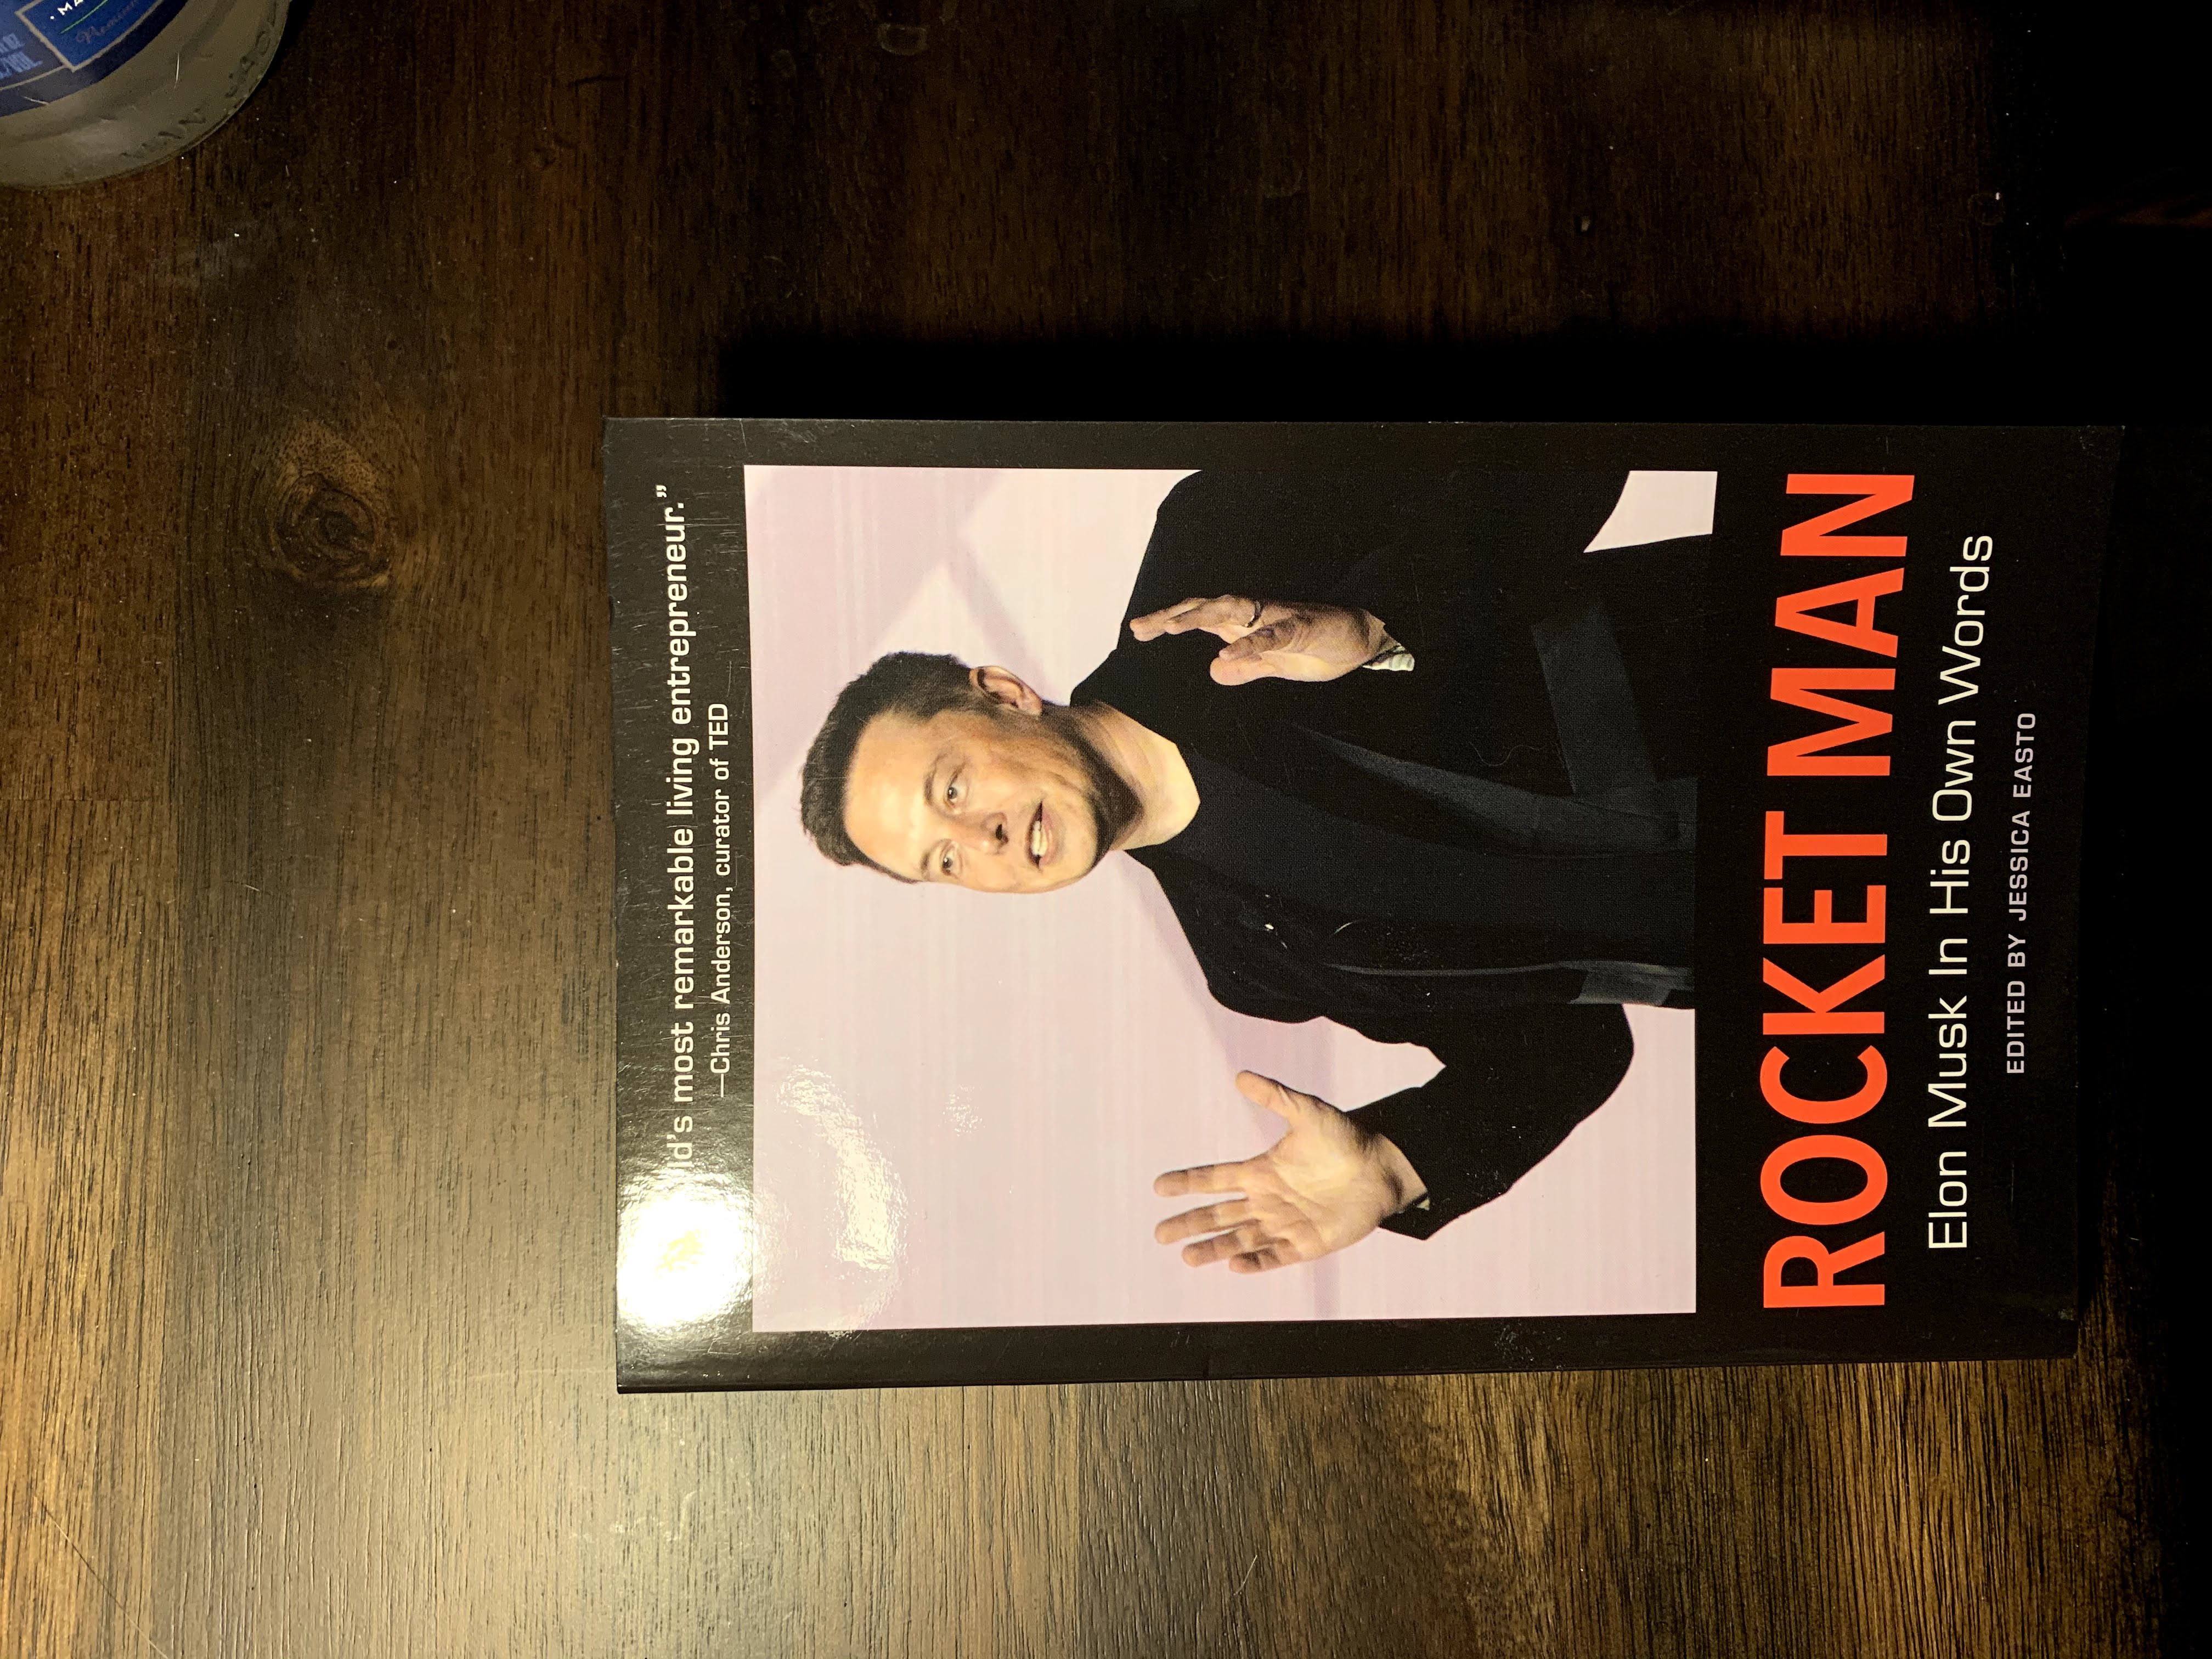 ld's most remarkable living entrepreneur.”
—Chris Anderson, curator of TED
ROCKET MAN
Elon Musk In His Own Words
EDITED BY JESSICA EASTO